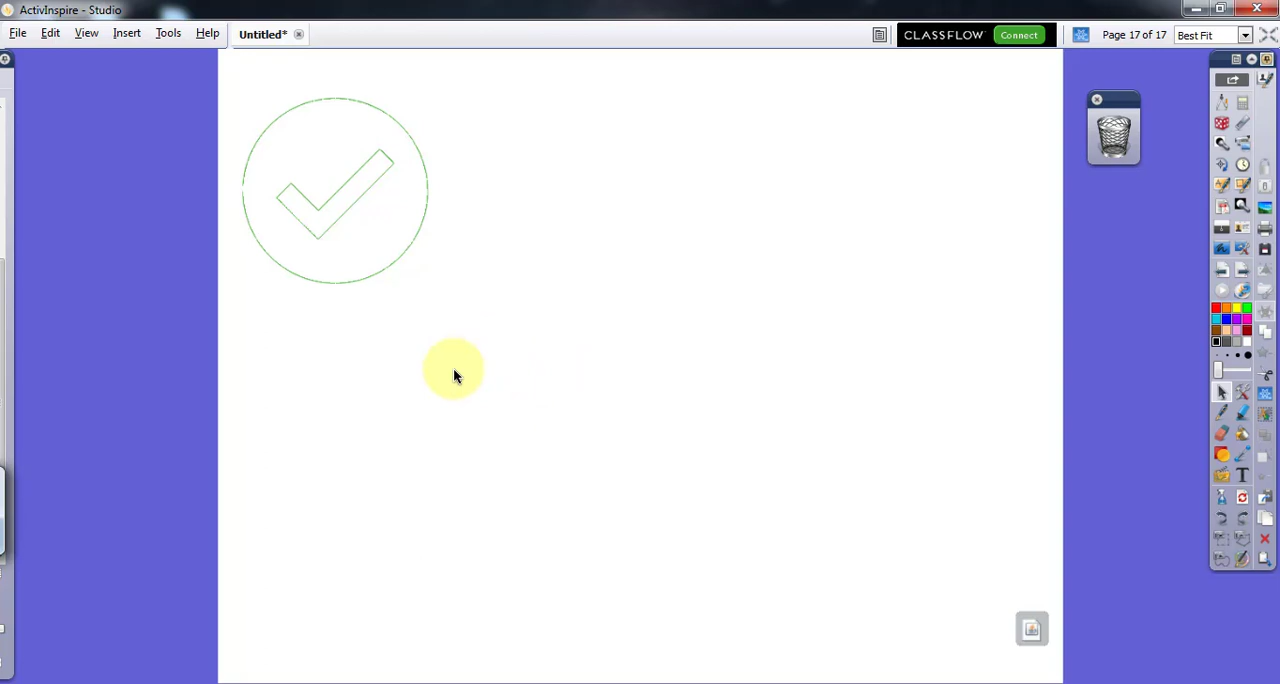 ActivInspire - Studio
File Edit View Insert Tools Help Untitled* CLASSFLOW Connect Page 17 of 17 Best Fit
T